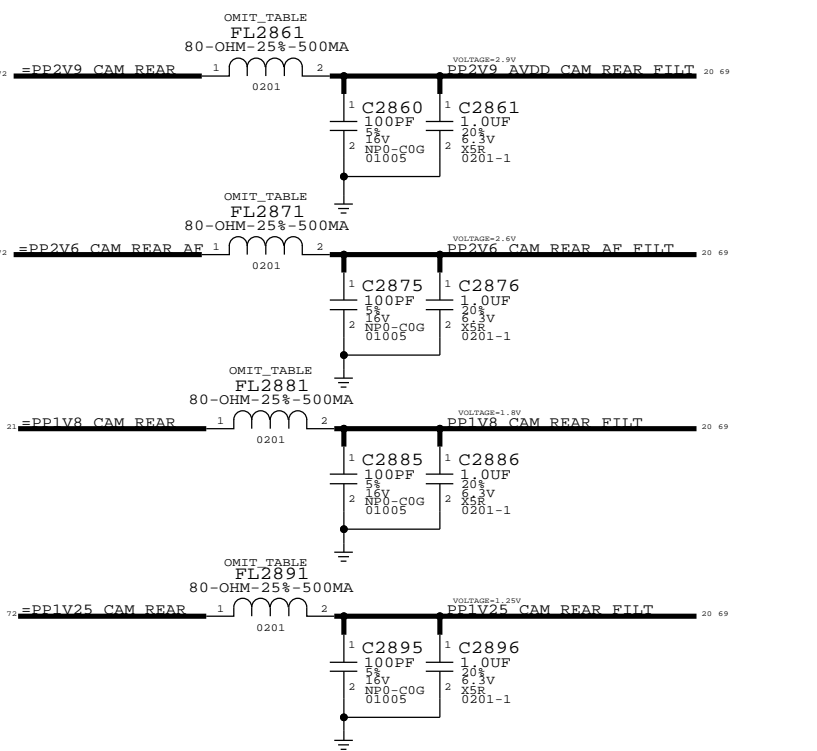 OMIT_TABLE
FL2861
80-OHM-25%-500MA
=PP2V9_CAM_REAR
1
2
0201
VOLTAGE=2.9V
PP2V9_AVDD_CAM_REAR_FILT
20 69
1
C2860
100PF
5%
16V
2
NP0-C0G
01005
1
C2861
1.0UF
20%
6.3V
2
X5R
0201-1
OMIT_TABLE
FL2871
80-OHM-25%-500MA
=PP2V6_CAM_REAR_AF
1
2
0201
VOLTAGE=2.6V
PP2V6_CAM_REAR_AF_FILT
20 69
1
C2875
100PF
5%
16V
2
NP0-C0G
01005
1
C2876
1.0UF
20%
6.3V
2
X5R
0201-1
OMIT_TABLE
FL2881
80-OHM-25%-500MA
21
=PP1V8_CAM_REAR
1
2
0201
VOLTAGE=1.8V
PP1V8_CAM_REAR_FILT
20 69
1
C2885
100PF
5%
16V
2
NP0-C0G
01005
1
C2886
1.0UF
20%
6.3V
2
X5R
0201-1
OMIT_TABLE
FL2891
80-OHM-25%-500MA
72
=PP1V25_CAM_REAR
1
2
0201
VOLTAGE=1.25V
PP1V25_CAM_REAR_FILT
20 69
1
C2895
100PF
5%
16V
2
NP0-C0G
01005
1
C2896
1.0UF
20%
6.3V
2
X5R
0201-1